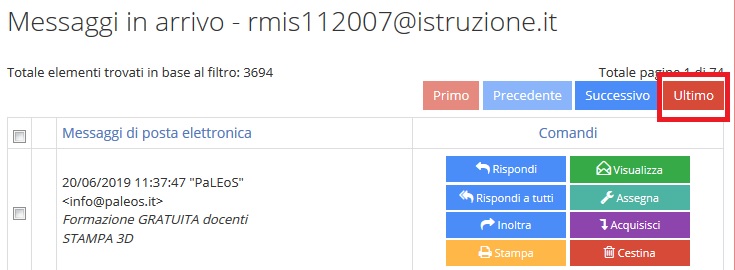 Messaggi in arrivo - rmis112007@istruzione.it
Totale elementi trovati in base al filtro: 3694
Totale pagine 1 di 74
Primo Precedente Successivo Ultimo
Messaggi di posta elettronica Comandi
20/06/2019 11:37:47 "PaLEoS"
<info@paleos.it>
Formazione GRATUITA docenti
STAMPA 3D
Rispondi Visualizza
Rispondi a tutti Assegna
Inoltra Acquisisci
Stampa Cestina